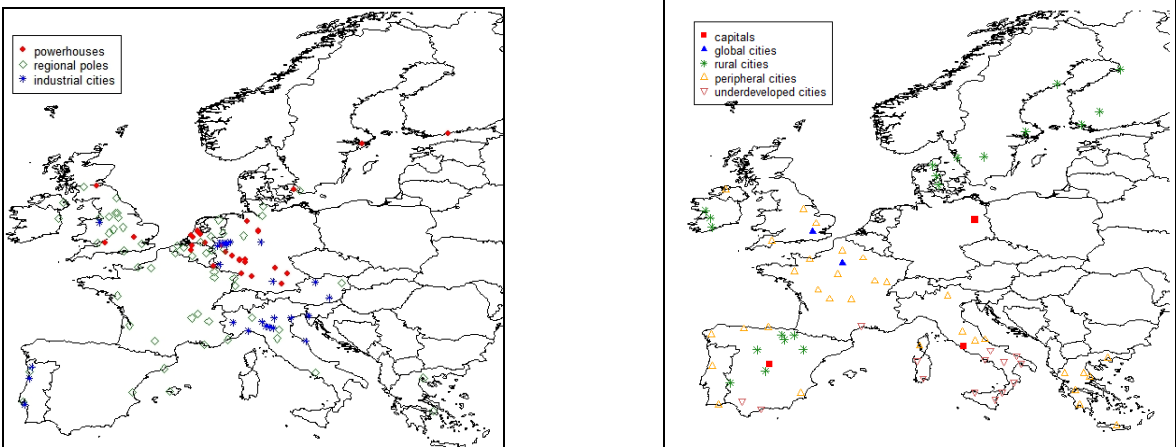 powerhouses
regional poles
industrial cities
capitals
global cities
rural cities
peripheral cities
underdeveloped cities